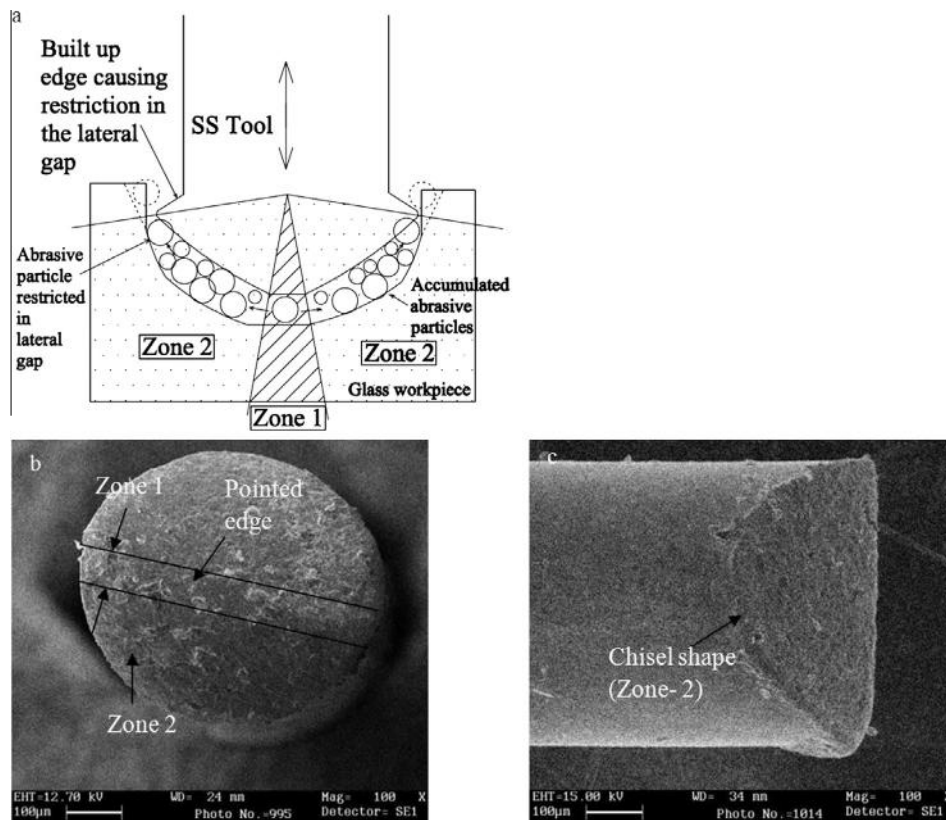 a
Built up
edge causing
restriction in
the lateral
gap
SS Tool
Abrasive
particle
restricted
in
lateral
gap
Accumulated
abrasive
particles
Zone 2
Zone 2
Glass workpiece
Zone 1
b
Zone 1
Pointed
edge
Zone 2
EHT=12.70 kV WD= 24 mm Mag= 100 X
100µm Photo No.=995 Detector= SE1
c
Chisel shape
(Zone- 2)
EHT=15.00 kV WD= 34 mm Mag= 100 X
100µm Photo No.=1014 Detector= SE1